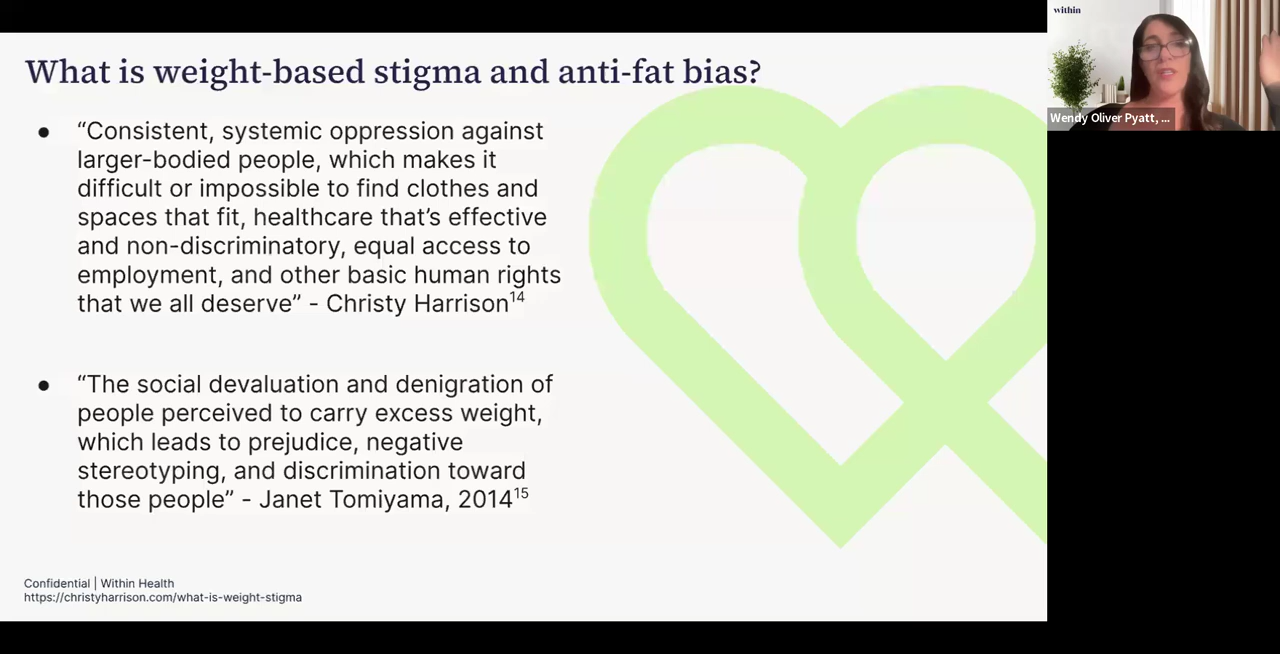 What is weight-based stigma and anti-fat bias?
● “Consistent, systemic oppression against
larger-bodied people, which makes it
difficult or impossible to find clothes and
spaces that fit, healthcare that’s effective
and non-discriminatory, equal access to
employment, and other basic human rights
that we all deserve” - Christy Harrison14
● “The social devaluation and denigration of
people perceived to carry excess weight,
which leads to prejudice, negative
stereotyping, and discrimination toward
those people” - Janet Tomiyama, 201415
Confidential | Within Health
https://christyharrison.com/what-is-weight-stigma
within
Wendy Oliver Pyatt, ...